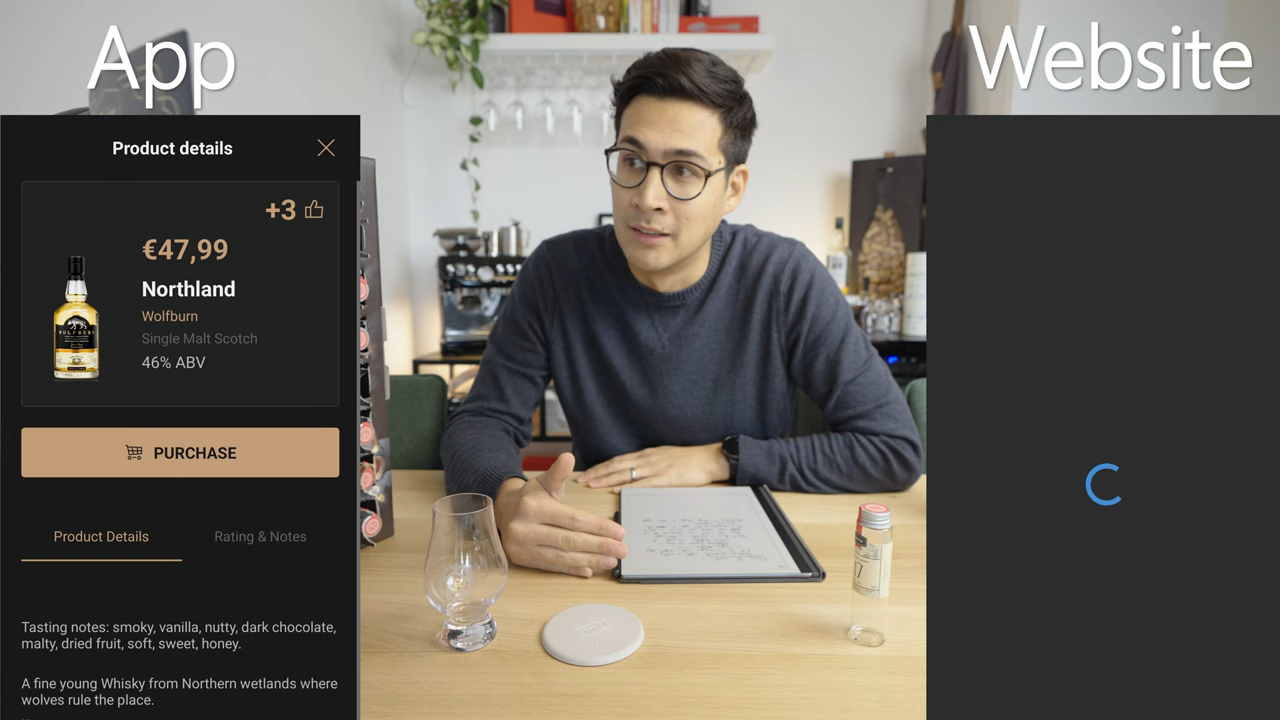 App
Website
Product details
+3
€47,99
Northland
Wolfburn
Single Malt Scotch
46% ABV
WOLFBURN
PURCHASE
Product Details
Rating & Notes
Tasting notes: smoky, vanilla, nutty, dark chocolate,
malty, dried fruit, soft, sweet, honey.
A fine young Whisky from Northern wetlands where
wolves rule the place.
7